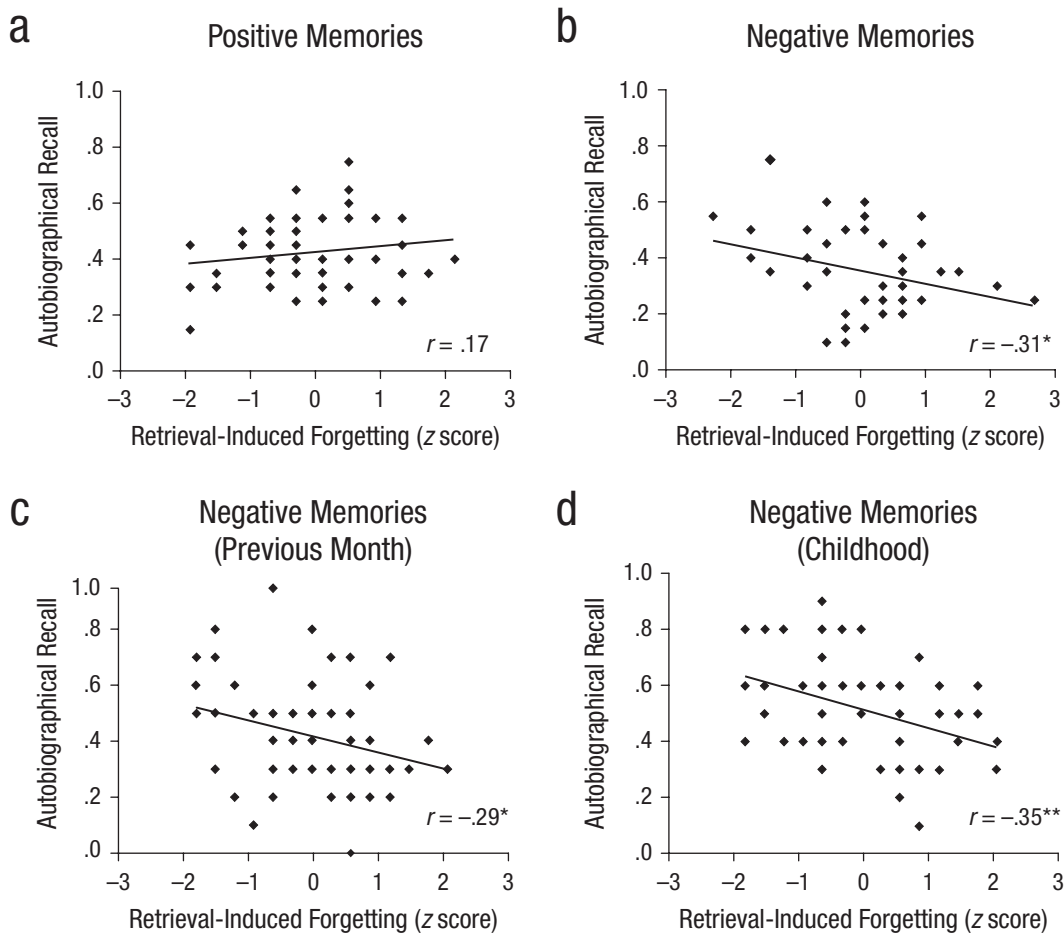 a
Positive Memories
1.0
.8
.6
.4
.2
.0
Autobiographical Recall
r = .17
–3 –2 –1 0 1 2 3
Retrieval-Induced Forgetting (z score)
b
Negative Memories
1.0
.8
.6
.4
.2
.0
Autobiographical Recall
r = –.31*
–3 –2 –1 0 1 2 3
Retrieval-Induced Forgetting (z score)
c
Negative Memories
(Previous Month)
1.0
.8
.6
.4
.2
.0
Autobiographical Recall
r = –.29*
–3 –2 –1 0 1 2 3
Retrieval-Induced Forgetting (z score)
d
Negative Memories
(Childhood)
1.0
.8
.6
.4
.2
.0
Autobiographical Recall
r = –.35**
–3 –2 –1 0 1 2 3
Retrieval-Induced Forgetting (z score)